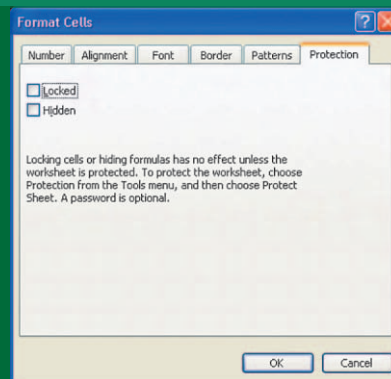 Format Cells
Number Alignment Font Border Patterns Protection
Locked
Hidden
Locking cells or hiding formulas has no effect unless the
worksheet is protected. To protect the worksheet, choose
Protection from the Tools menu, and then choose Protect
Sheet. A password is optional.
OK Cancel